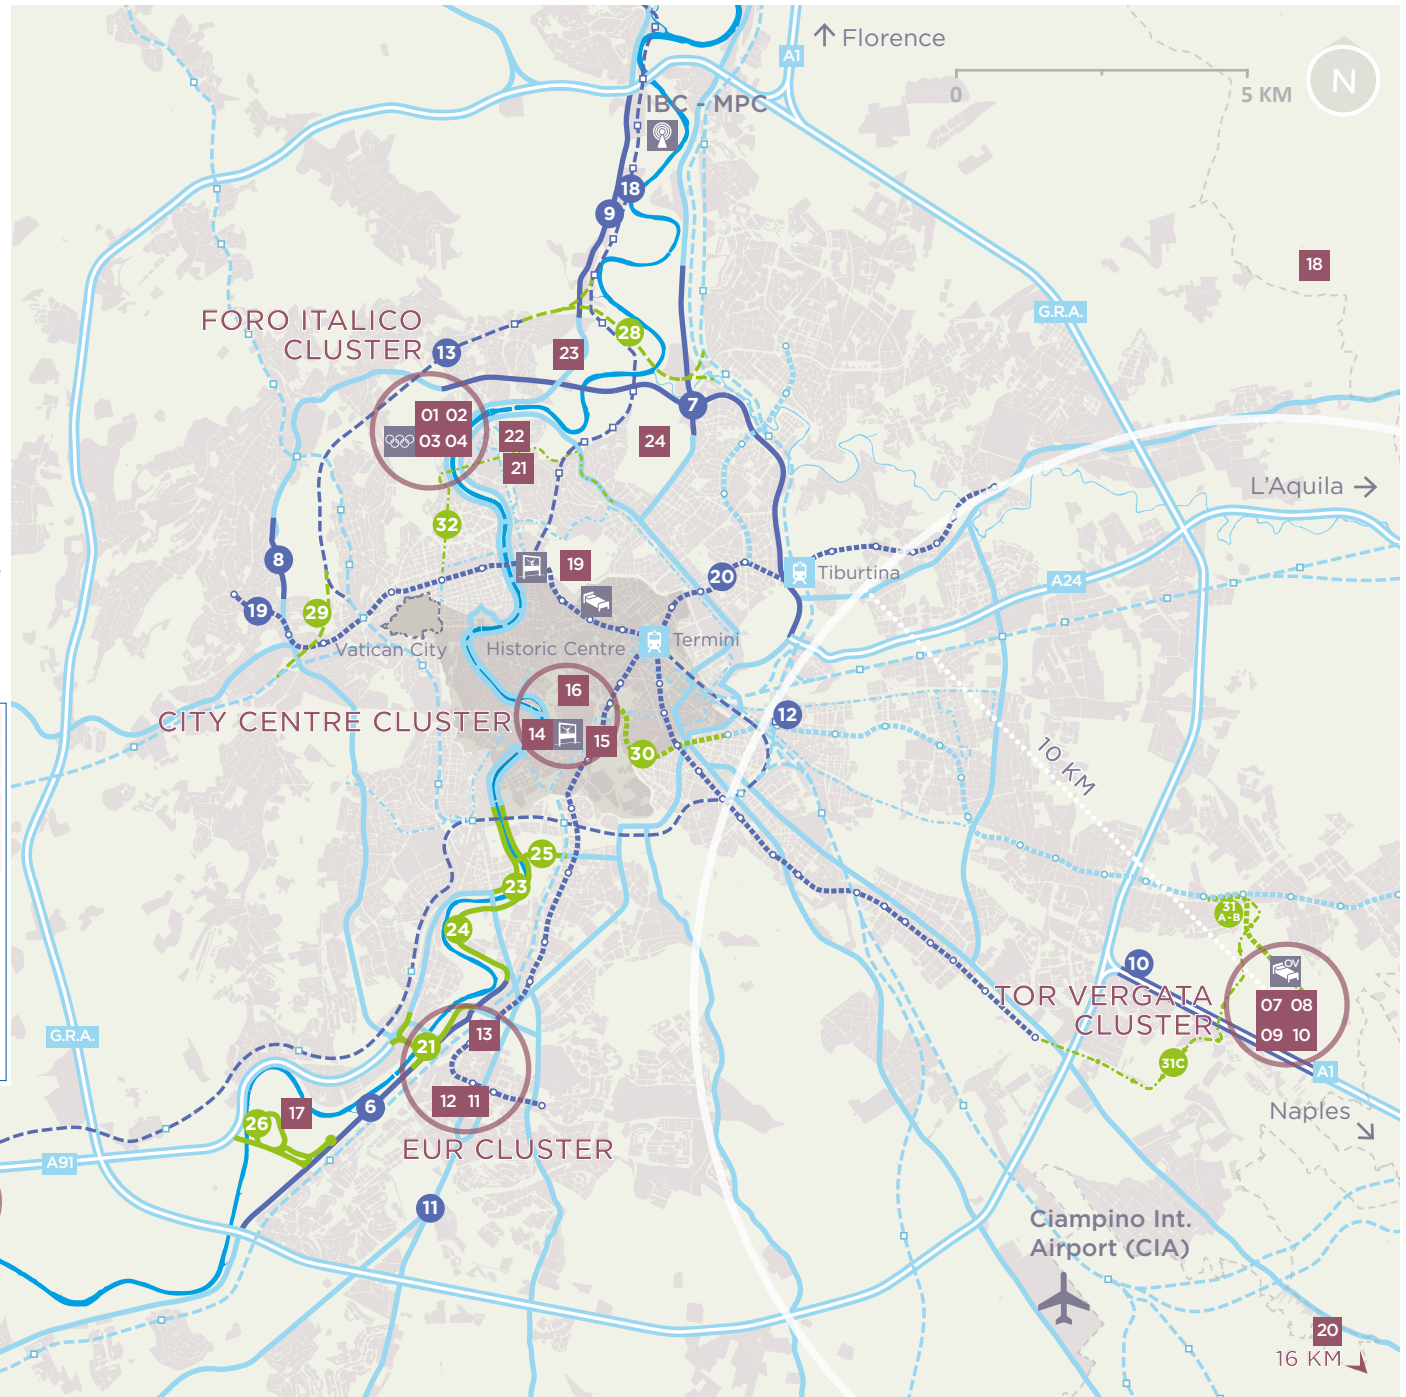 Florence
A1
N
0
5 KM
IBC - MPC
18
9
18
G.R.A.
FORO ITALICO
CLUSTER
13
28
23
7
01 02
03 04
22
21
24
L'Aquila
32
8
19
20
Tiburtina
A24
19
29
Vatican City
Historic Centre
Termini
16
CITY CENTRE CLUSTER
14
15
12
30
10 KM
25
23
24
31
A-B
10
OV
TOR VERGATA
CLUSTER
07 08
09 10
G.R.A.
13
21
31C
A1
12 11
6
17
26
Naples
EUR CLUSTER
A91
11
Ciampino Int.
Airport (CIA)
20
16 KM